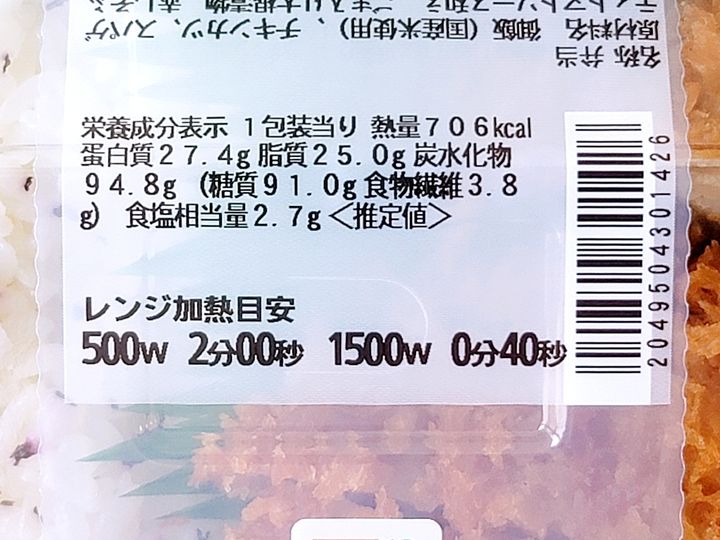 名称 弁当
原材料名 御飯(国産米使用)、チキンカツ、スパゲ
栄養成分表示 1包装当り 熱量706kcal
蛋白質27.4g 脂質25.0g 炭水化物
94.8g (糖質91.0g 食物繊維3.8
g) 食塩相当量2.7g <推定値>
レンジ加熱目安
500W 2分00秒 1500W 0分40秒
2049504301426